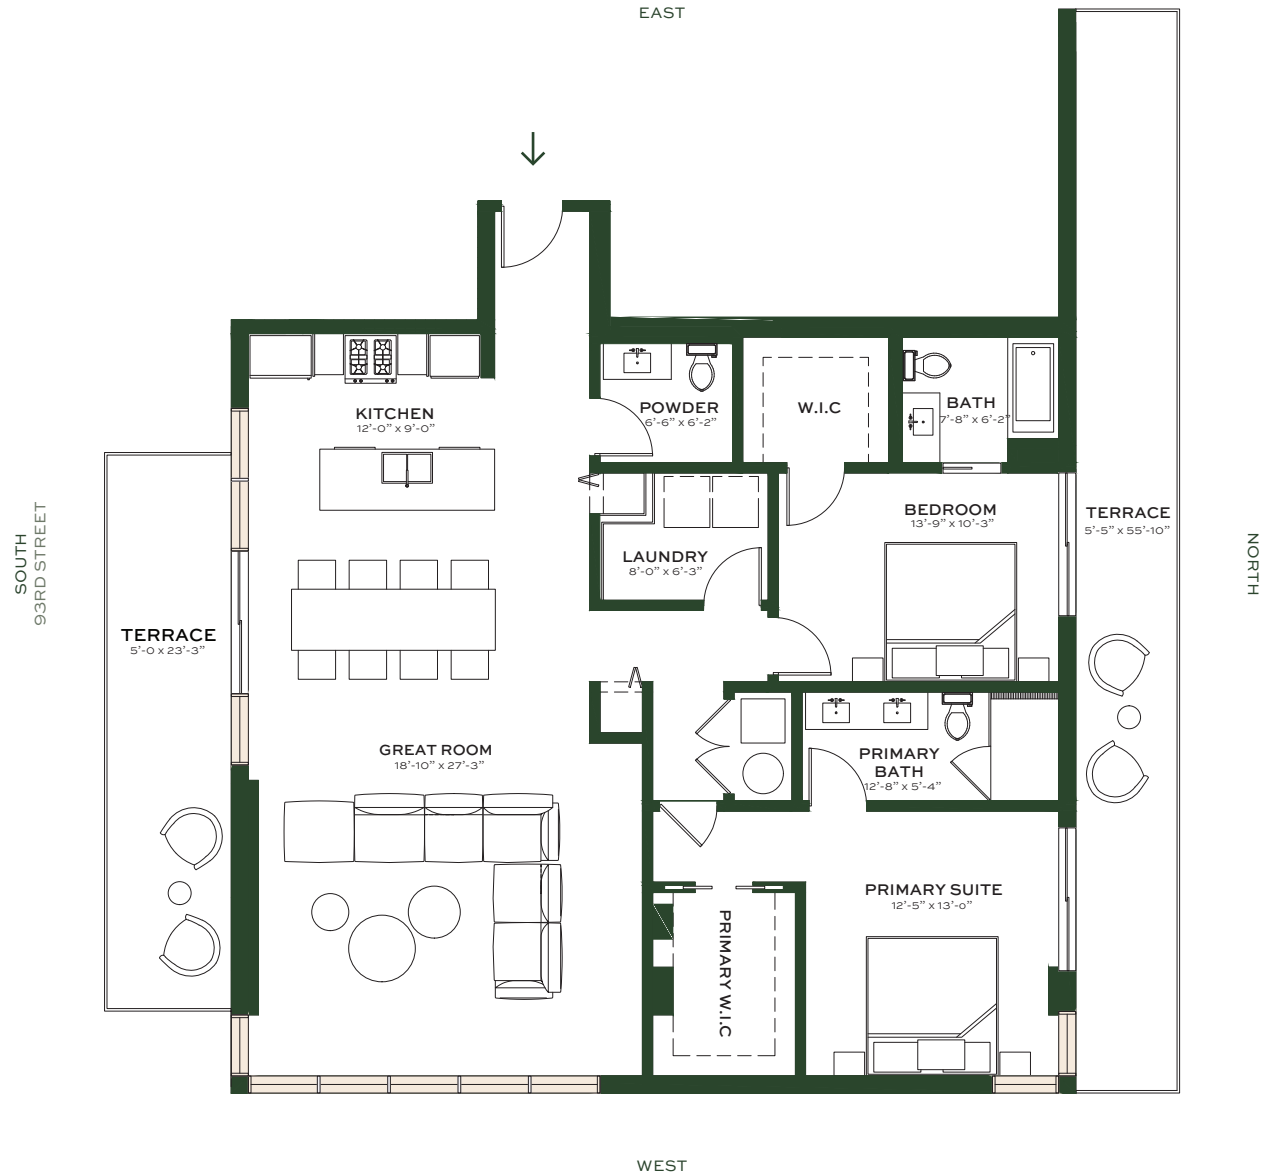 EAST
KITCHEN
12’-0” x 9’-0”
POWDER
6’-6” x 6’-2”
W.I.C
BATH
7’-8” x 6’-2”
BEDROOM
13’-9” x 10’-3”
TERRACE
5’-5” x 55’-10”
LAUNDRY
8’-0” x 6’-3”
SOUTH
93RD STREET
NORTH
TERRACE
5’-0 x 23’-3”
GREAT ROOM
18’-10” x 27’-3”
PRIMARY
BATH
12’-8” x 5’-4”
PRIMARY SUITE
12’-5” x 13’-0”
PRIMARY W.I.C
WEST